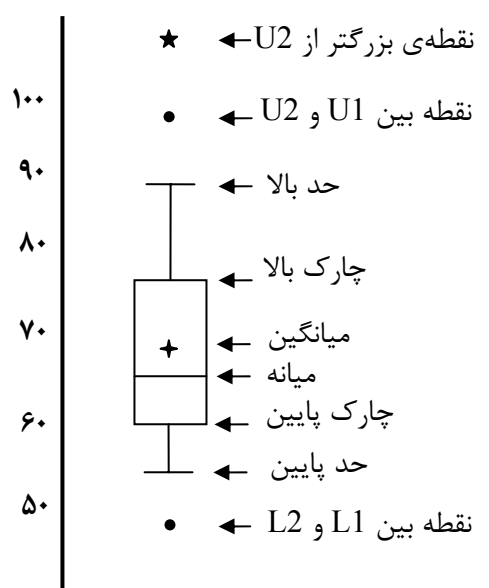 نقطه‌ی بزرگتر از U2
۱۰۰
نقطه بین U1 و U2
۹۰
حد بالا
۸۰
چارک بالا
۷۰
میانگین
میانه
چارک پایین
۶۰
حد پایین
۵۰
نقطه بین L1 و L2